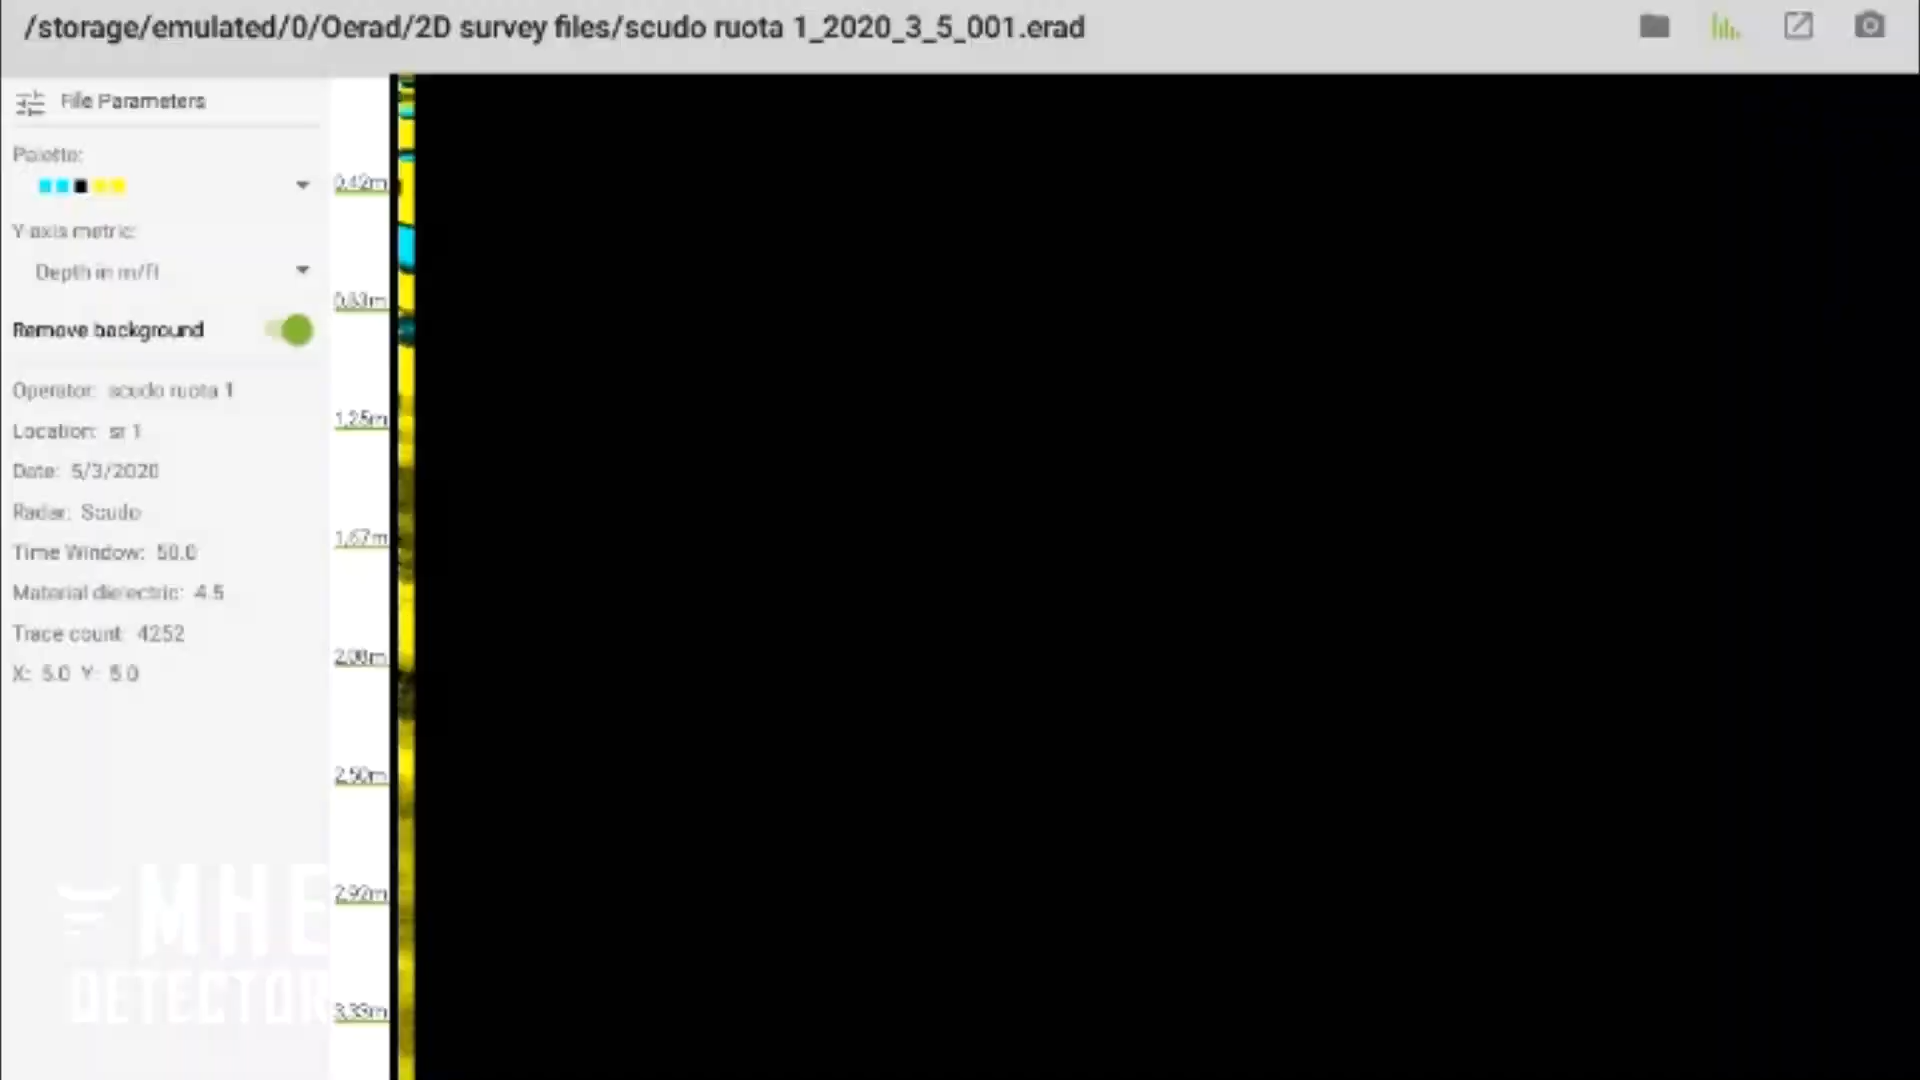 /storage/emulated/0/Oerad/2D survey files/scudo ruota 1_2020_3_5_001.erad
File Parameters
Palette:
Y-axis metric:
Depth in m/ft
Remove background
Operator: scudo ruota 1
Location: sr 1
Date: 5/3/2020
Radar: Scudo
Time Window: 50.0
Material dielectric: 4.5
Trace count: 4252
X: 5.0 Y: 5.0
0,42m
0,83m
1,25m
1,67m
2,08m
2,50m
2,92m
3,33m
MHE
DETECTOR